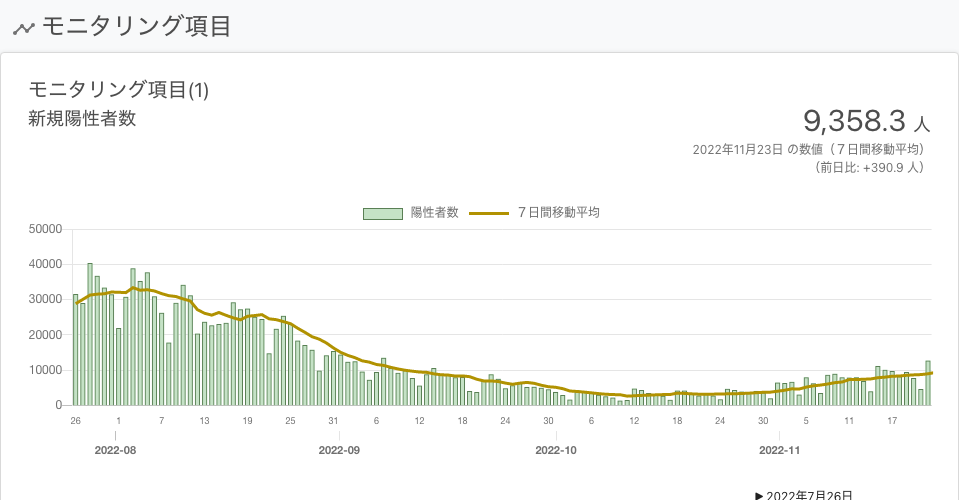 モニタリング項目
モニタリング項目(1)
新規陽性者数
9,358.3 人
2022年11月23日 の数値（７日間移動平均）
（前日比: +390.9 人）
陽性者数 ７日間移動平均
50000
40000
30000
20000
10000
0
26 1 7 13 19 25 31 6 12 18 24 30 6 12 18 24 30 5 11 17
2022-08 2022-09 2022-10 2022-11
▶ 2022年7月26日